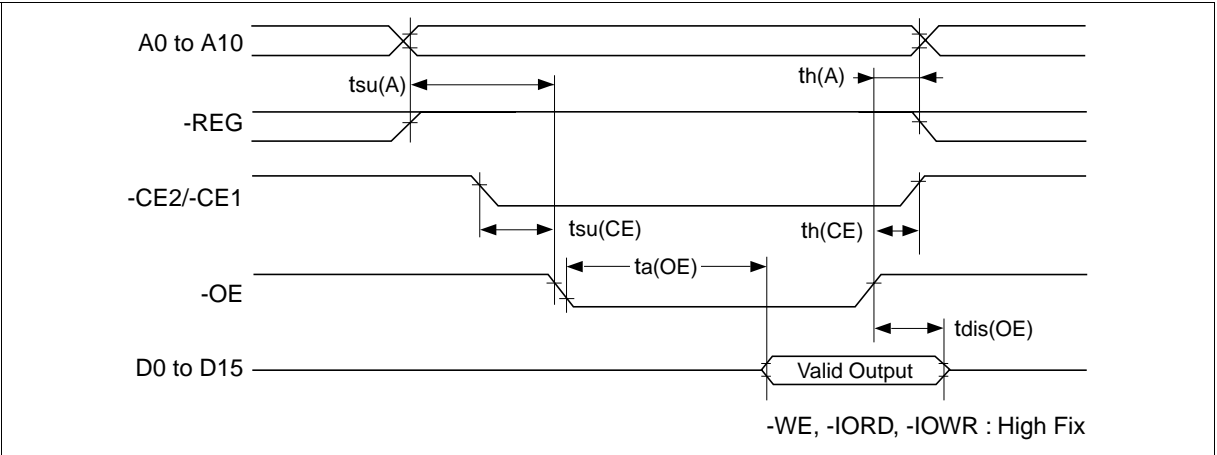 A0 to A10
tsu(A)
th(A)
-REG
-CE2/-CE1
tsu(CE)
th(CE)
ta(OE)
-OE
tdis(OE)
D0 to D15
Valid Output
-WE, -IORD, -IOWR : High Fix